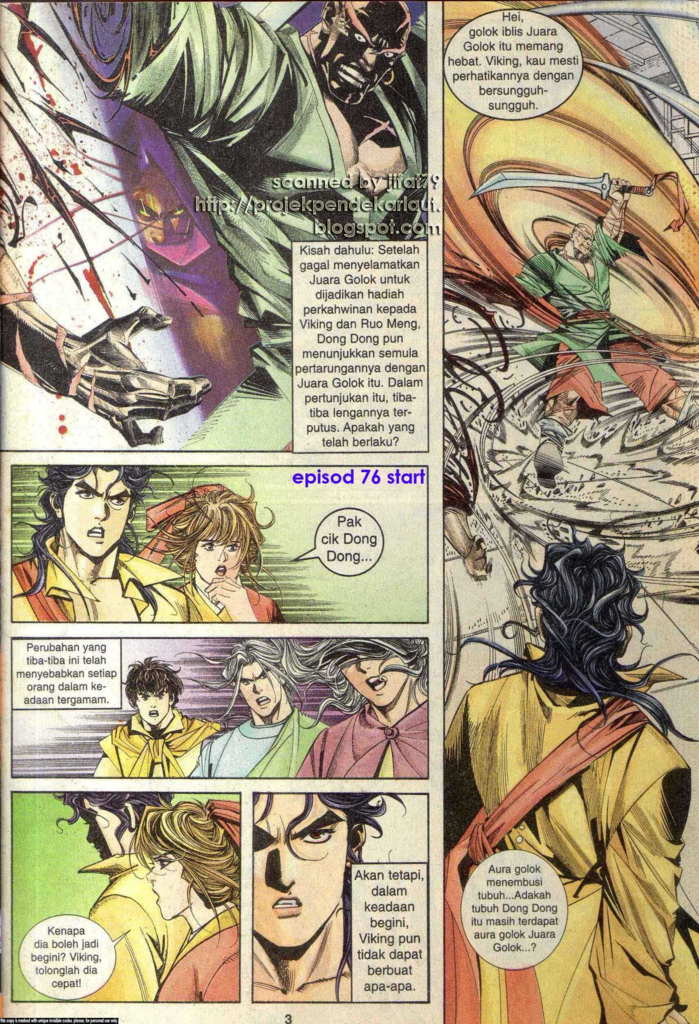 scanned by jifai79
http://projekpendekarlaut.
blogspot.com
Kisah dahulu: Setelah
gagal menyelamatkan
Juara Golok untuk
dijadikan hadiah
perkahwinan kepada
Viking dan Ruo Meng,
Dong Dong pun
menunjukkan semula
pertarungannya dengan
Juara Golok itu. Dalam
pertunjukan ini, tiba-
tiba lengannya ter-
putus. Apakah yang
telah berlaku?
episod 76 start
Pak
cik Dong
Dong...
Perubahan yang
tiba-tiba ini telah
menyebabkan setiap
orang dalam ke-
adaan tergamam.
Kenapa
dia boleh jadi
begini? Viking,
tolonglah dia
cepat!
Akan tetapi,
dalam
keadaan
begini,
Viking pun
tidak dapat
berbuat
apa-apa.
Hei,
golok iblis Juara
Golok itu memang
hebat. Viking, kau mesti
perhatikannya dengan
bersungguh-
sungguh.
Aura golok
menembusi
tubuh...Adakah
tubuh Dong Dong
itu masih terdapat
aura golok Juara
Golok...?
3